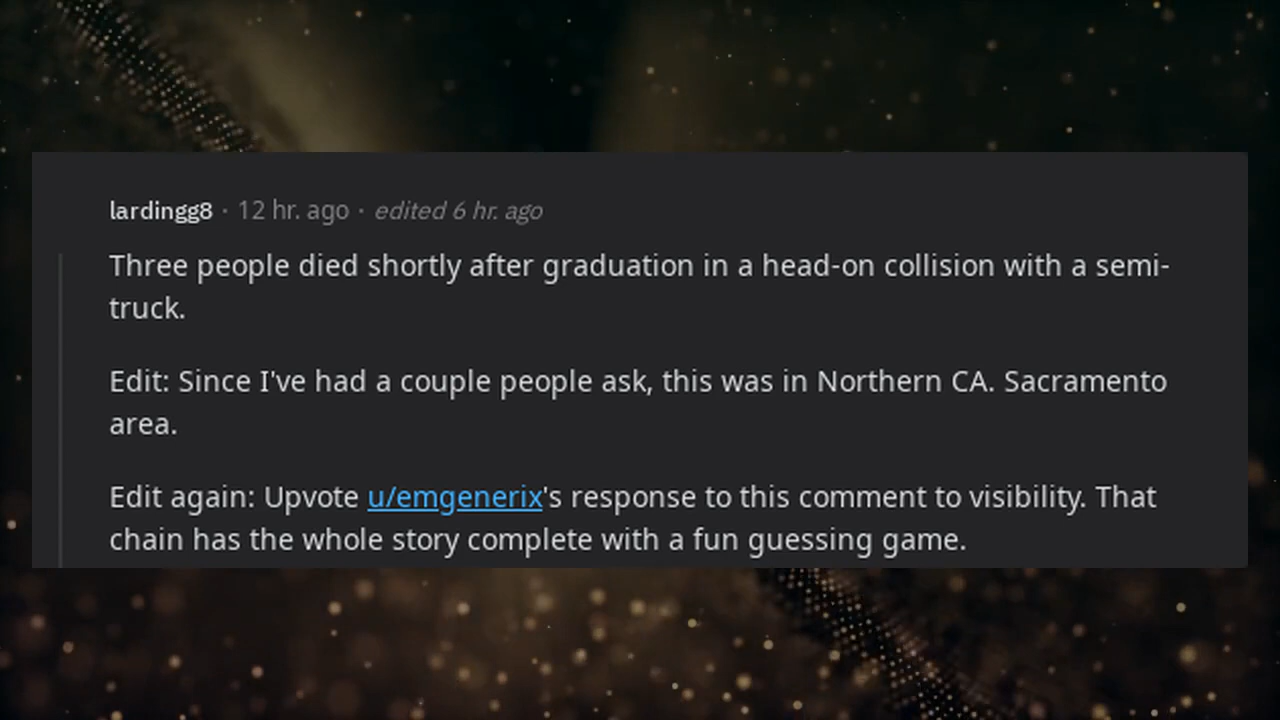 lardingg8 · 12 hr. ago · edited 6 hr. ago
Three people died shortly after graduation in a head-on collision with a semi-
truck.
Edit: Since I've had a couple people ask, this was in Northern CA. Sacramento
area.
Edit again: Upvote u/emgenerix's response to this comment to visibility. That
chain has the whole story complete with a fun guessing game.